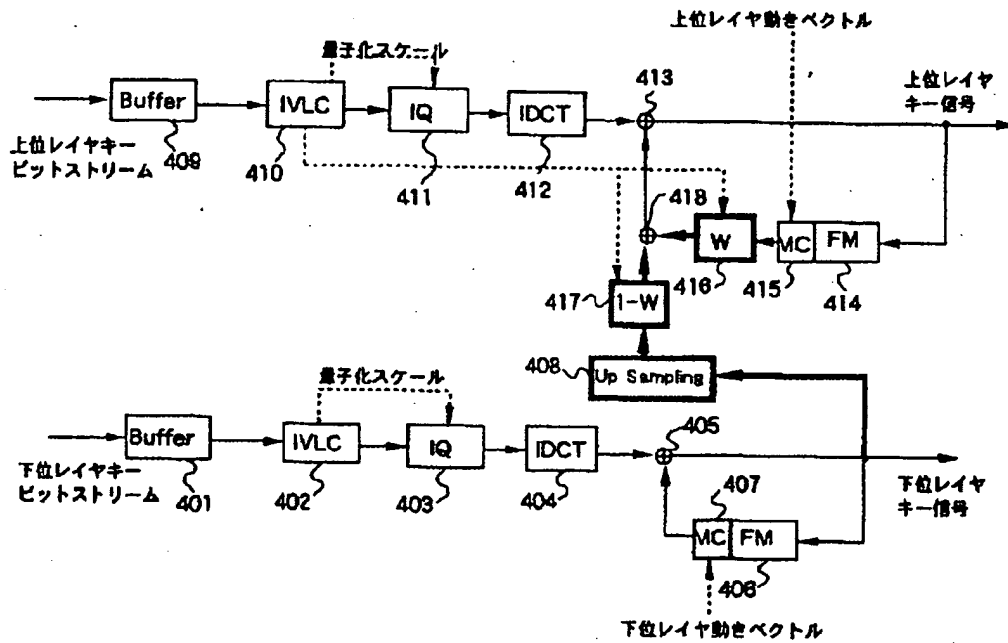 上位レイヤ動きベクトル
量子化スケール
413
上位レイヤ
キー信号
Buffer
IVLC
IQ
IDCT
上位レイヤキー
ビットストリーム
409
410
411
412
418
W
MC
FM
416
415
414
417
1-W
408
Up Sampling
量子化スケール
405
Buffer
IVLC
IQ
IDCT
下位レイヤキー
ビットストリーム
401
402
403
404
407
下位レイヤ
キー信号
MC
FM
406
下位レイヤ動きベクトル